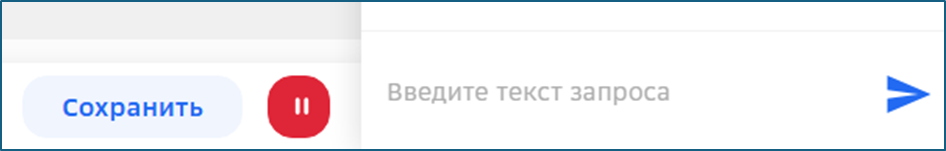 Сохранить
Введите текст запроса